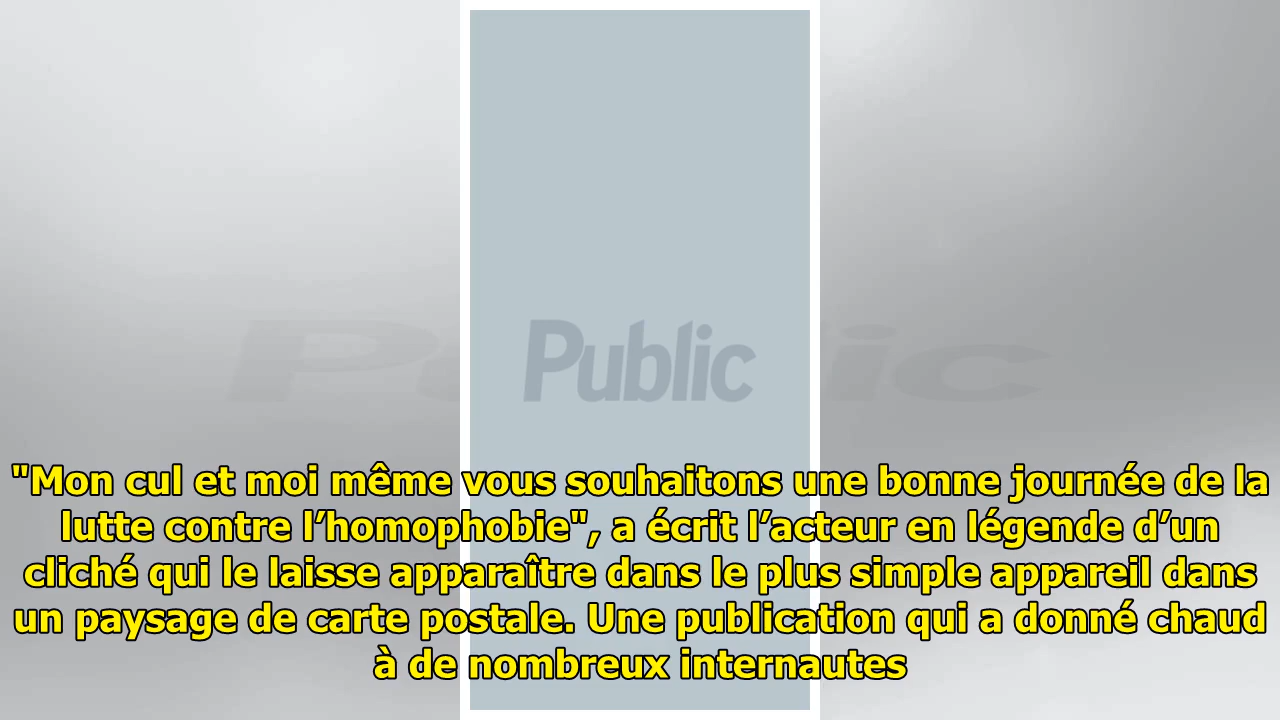 Public
"Mon cul et moi même vous souhaitons une bonne journée de la
lutte contre l’homophobie", a écrit l’acteur en légende d’un
cliché qui le laisse apparaître dans le plus simple appareil dans
un paysage de carte postale. Une publication qui a donné chaud
à de nombreux internautes